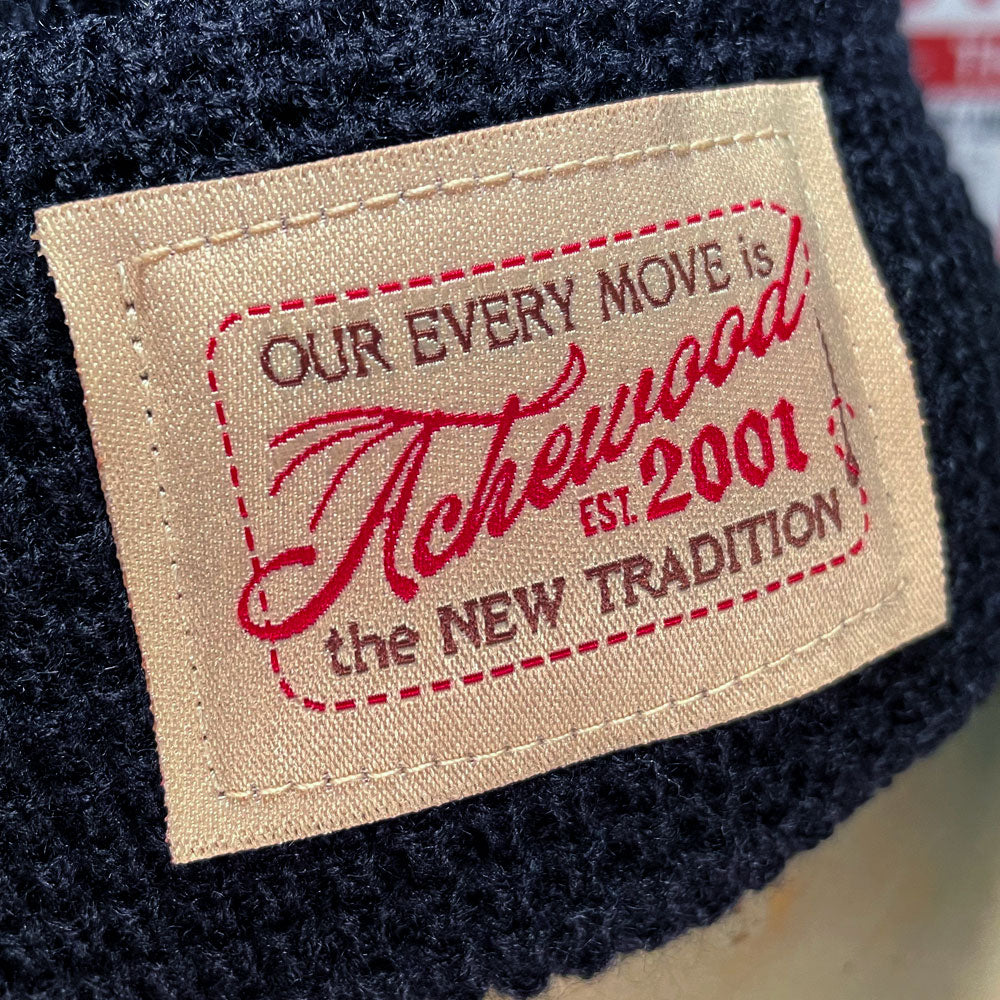 OUR EVERY MOVE is
Achewood
EST. 2001
the NEW TRADITION